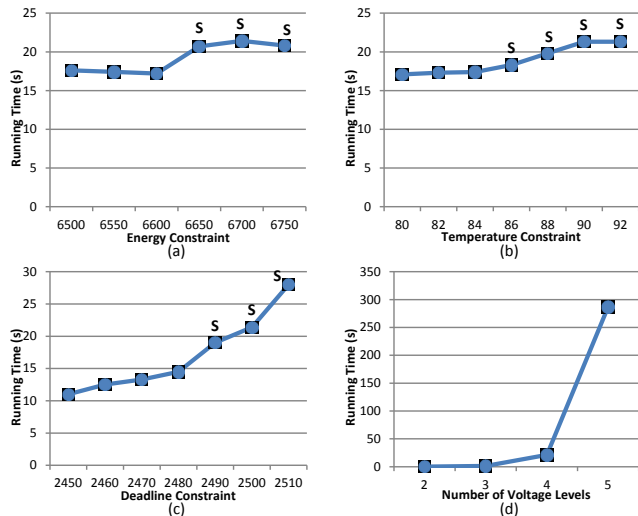 S S S
25
20
15
10
5
0
Running Time (s)
6500 6550 6600 6650 6700 6750
Energy Constraint
(a)
S S S S
25
20
15
10
5
0
Running Time (s)
80 82 84 86 88 90 92
Temperature Constraint
(b)
S S S
30
25
20
15
10
5
0
Running Time (s)
2450 2460 2470 2480 2490 2500 2510
Deadline Constraint
(c)
350
300
250
200
150
100
50
0
Running Time (s)
2 3 4 5
Number of Voltage Levels
(d)